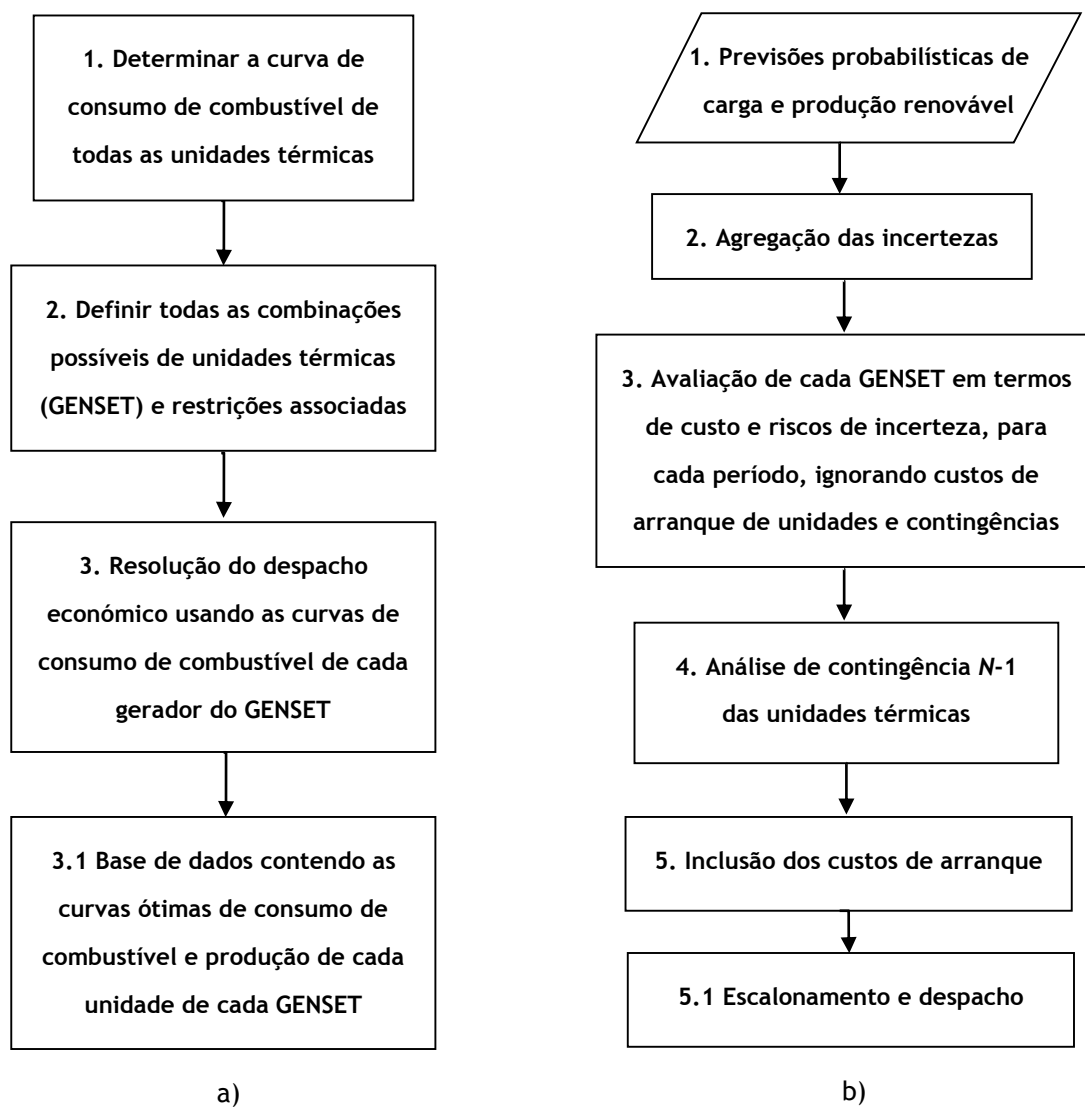 1. Determinar a curva de
consumo de combustível de
todas as unidades térmicas
2. Definir todas as combinações
possíveis de unidades térmicas
(GENSET) e restrições associadas
3. Resolução do despacho
económico usando as curvas de
consumo de combustível de cada
gerador do GENSET
3.1 Base de dados contendo as
curvas ótimas de consumo de
combustível e produção de cada
unidade de cada GENSET
a)
1. Previsões probabilísticas de
carga e produção renovável
2. Agregação das incertezas
3. Avaliação de cada GENSET em termos
de custo e riscos de incerteza, para
cada período, ignorando custos de
arranque de unidades e contingências
4. Análise de contingência N-1
das unidades térmicas
5. Inclusão dos custos de arranque
5.1 Escalonamento e despacho
b)